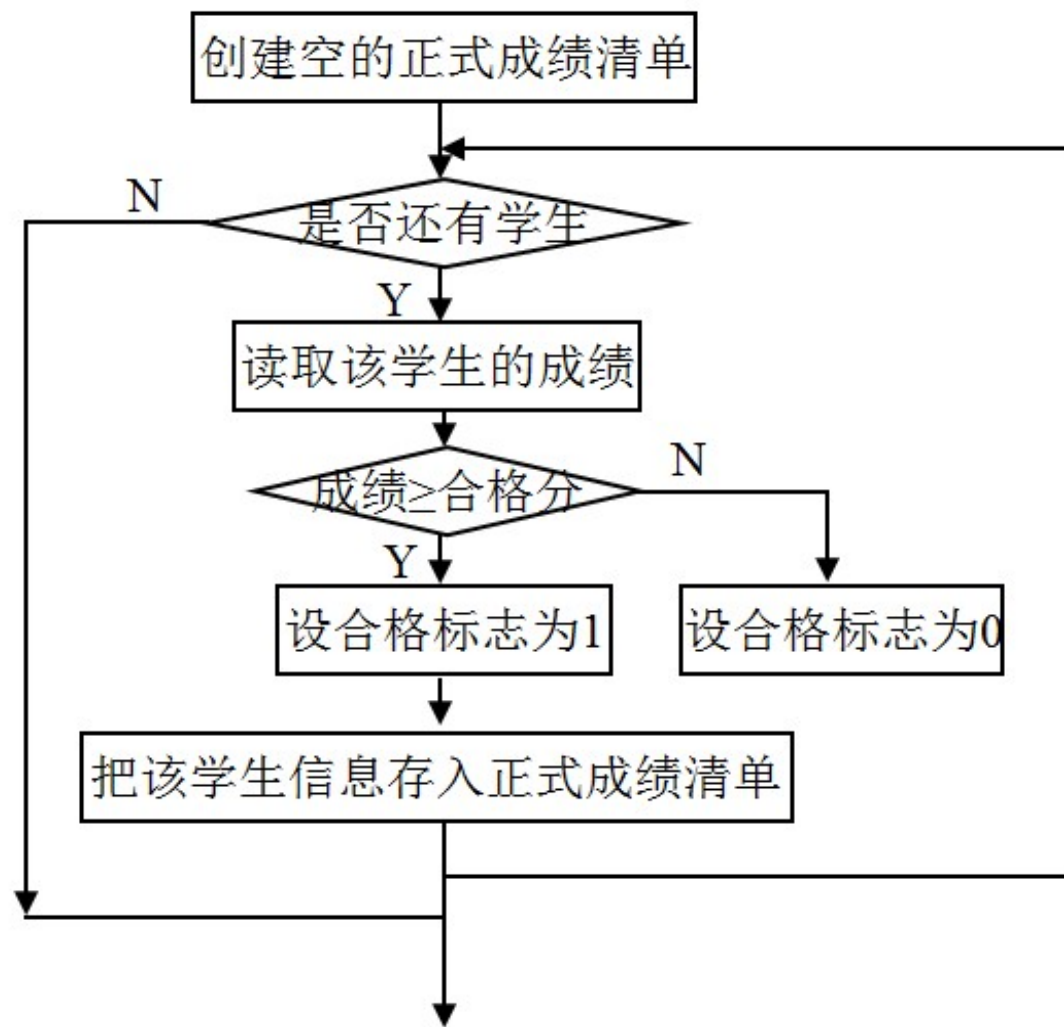 创建空的正式成绩清单
N
是否还有学生
Y
读取该学生的成绩
成绩≥合格分
N
Y
设合格标志为1
设合格标志为0
把该学生信息存入正式成绩清单